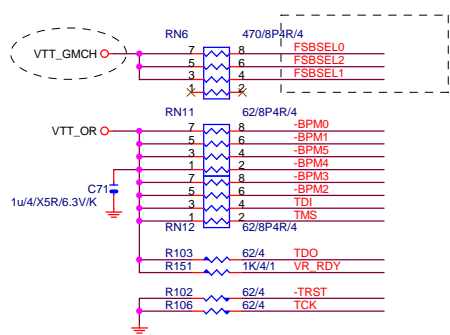 RN6 470/8P4R/4
VTT_GMCH 7 8 FSBSEL0
5 6 FSBSEL2
3 4 FSBSEL1
1 2
RN11 62/8P4R/4
VTT_OR 7 8 -BPM0
5 6 -BPM1
3 4 -BPM5
1 2 -BPM4
C71 7 8 -BPM3
1u/4/X5R/6.3V/K 5 6 -BPM2
3 4 TDI
1 2 TMS
RN12 62/8P4R/4
R103 62/4 TDO
R151 1K/4/1 VR_RDY
R102 62/4 -TRST
R106 62/4 TCK